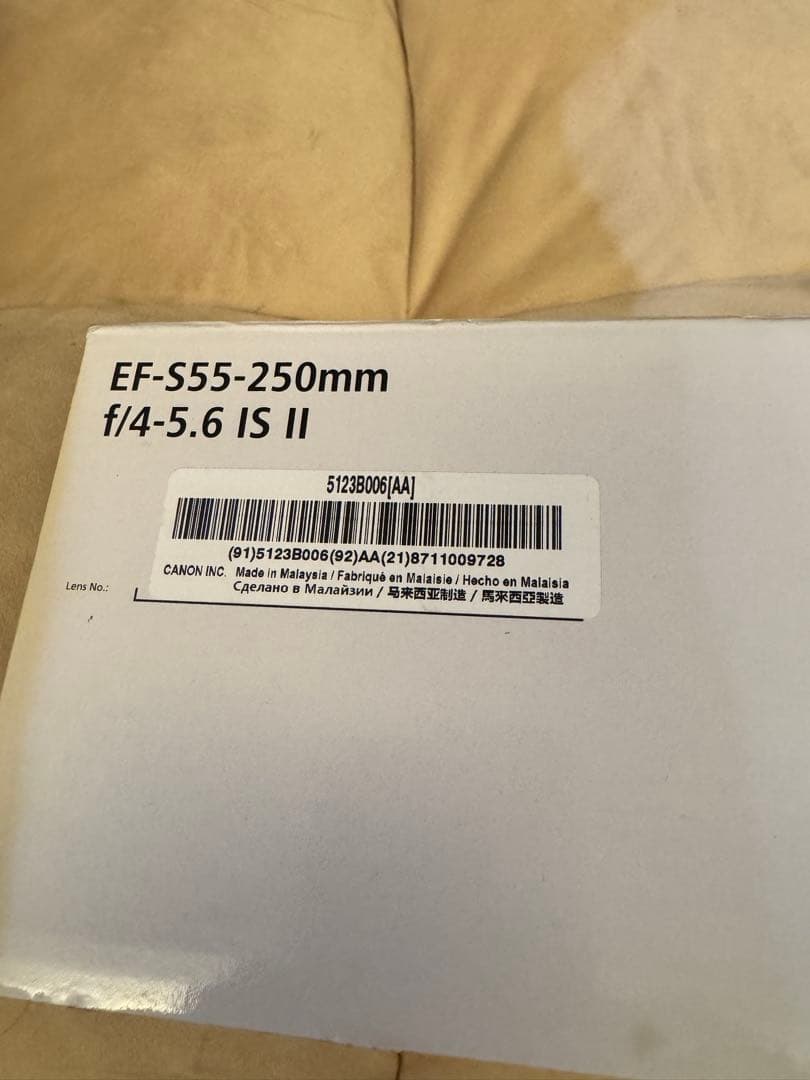 EF-S55-250mm
f/4-5.6 IS II
5123B006[AA]
(91)5123B006(92)AA(21)8711009728
CANON INC. Made in Malaysia / Fabriqué en Malaisie / Hecho en Malaisia
Lens No.:
Сделано в Малайзии / 马来西亚制造 / 馬來西亞製造